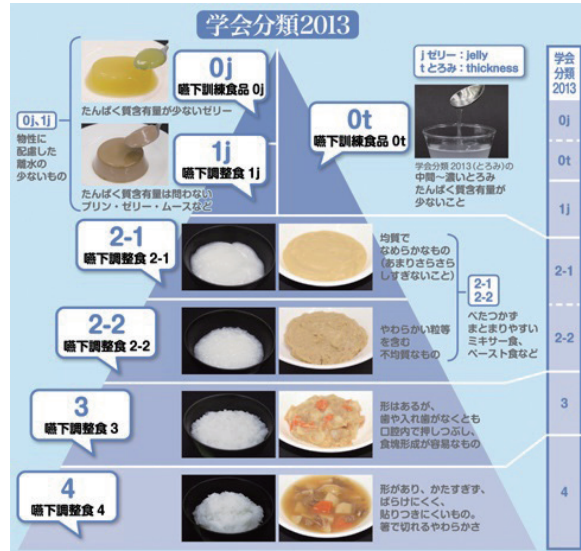 学会分類2013
0j
嚥下訓練食品 0j
たんぱく質含有量が少ないゼリー
0j、1j
物性に
配慮した
離水の
少ないもの
1j
嚥下調整食 1j
たんぱく質含有量は問わない
プリン・ゼリー・ムースなど
0t
嚥下訓練食品 0t
j ゼリー：jelly
t とろみ：thickness
学会分類 2013（とろみ）の
中間～濃いとろみ
たんぱく質含有量が
少ないこと
2-1
嚥下調整食 2-1
均質で
なめらかなもの
（あまりさらさら
しすぎないこと）
2-2
嚥下調整食 2-2
やわらかい粒等
を含む
不均質なもの
2-1
2-2
べたつかず
まとまりやすい
ミキサー食、
ペースト食など
3
嚥下調整食 3
形はあるが、
歯や入れ歯がなくとも
口腔内で押しつぶし、
食塊形成が容易なもの
4
嚥下調整食 4
形があり、かたすぎず、
ばらけにくく、
貼りつきにくいもの。
箸で切れるやわらかさ
学会
分類
2013
0j
0t
1j
2-1
2-2
3
4